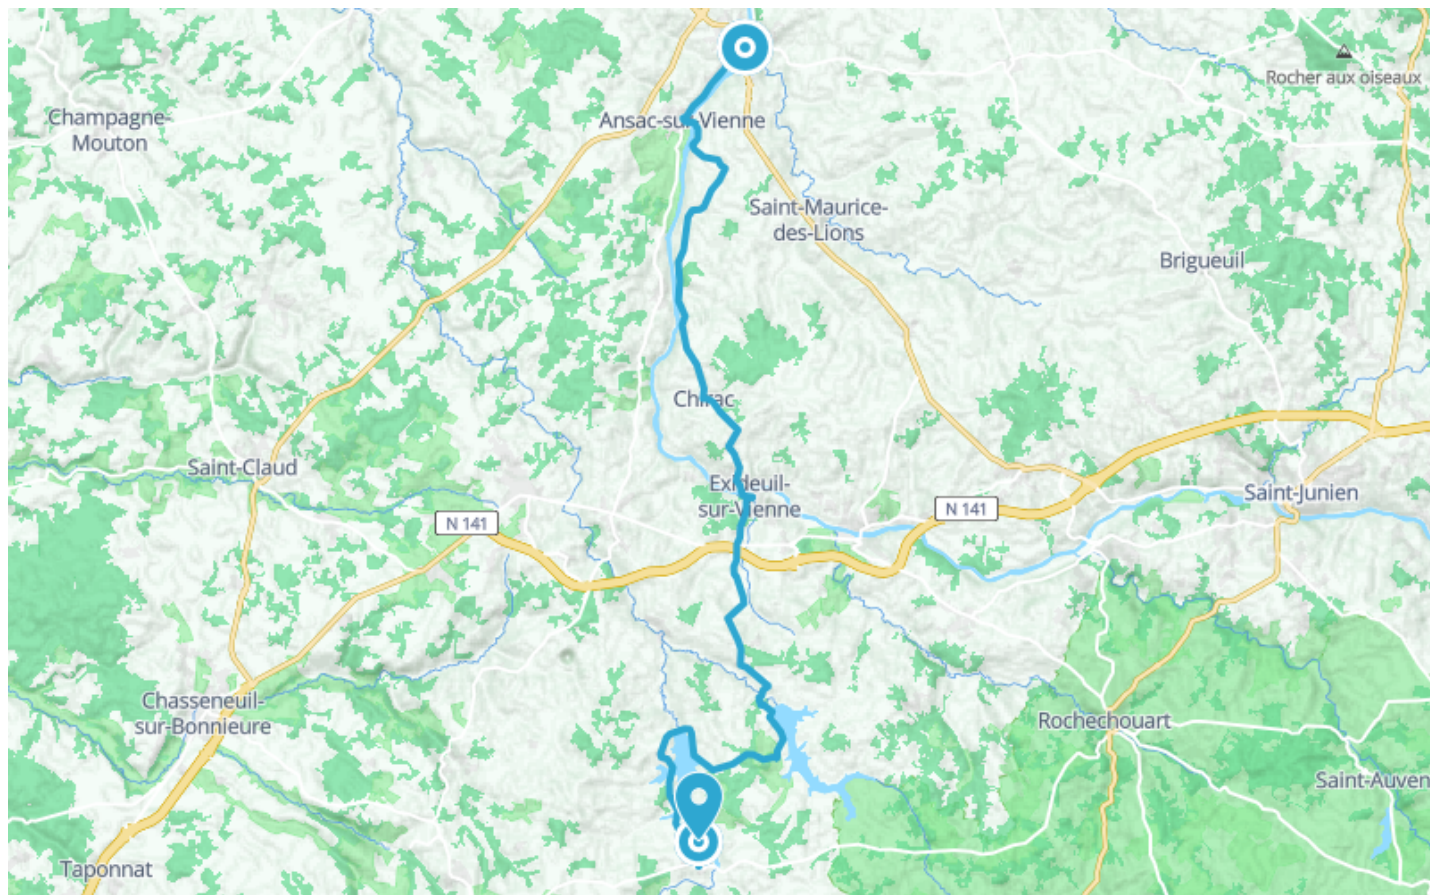 Rocher aux oiseaux
Champagne-
Mouton
Ansac-sur-Vienne
Saint-Maurice-
des-Lions
Brigueuil
Chirac
Saint-Claud
Exideuil-
sur-Vienne
Saint-Junien
N 141
N 141
Chasseneuil-
sur-Bonnieure
Rochechouart
Saint-Auven
Taponnat